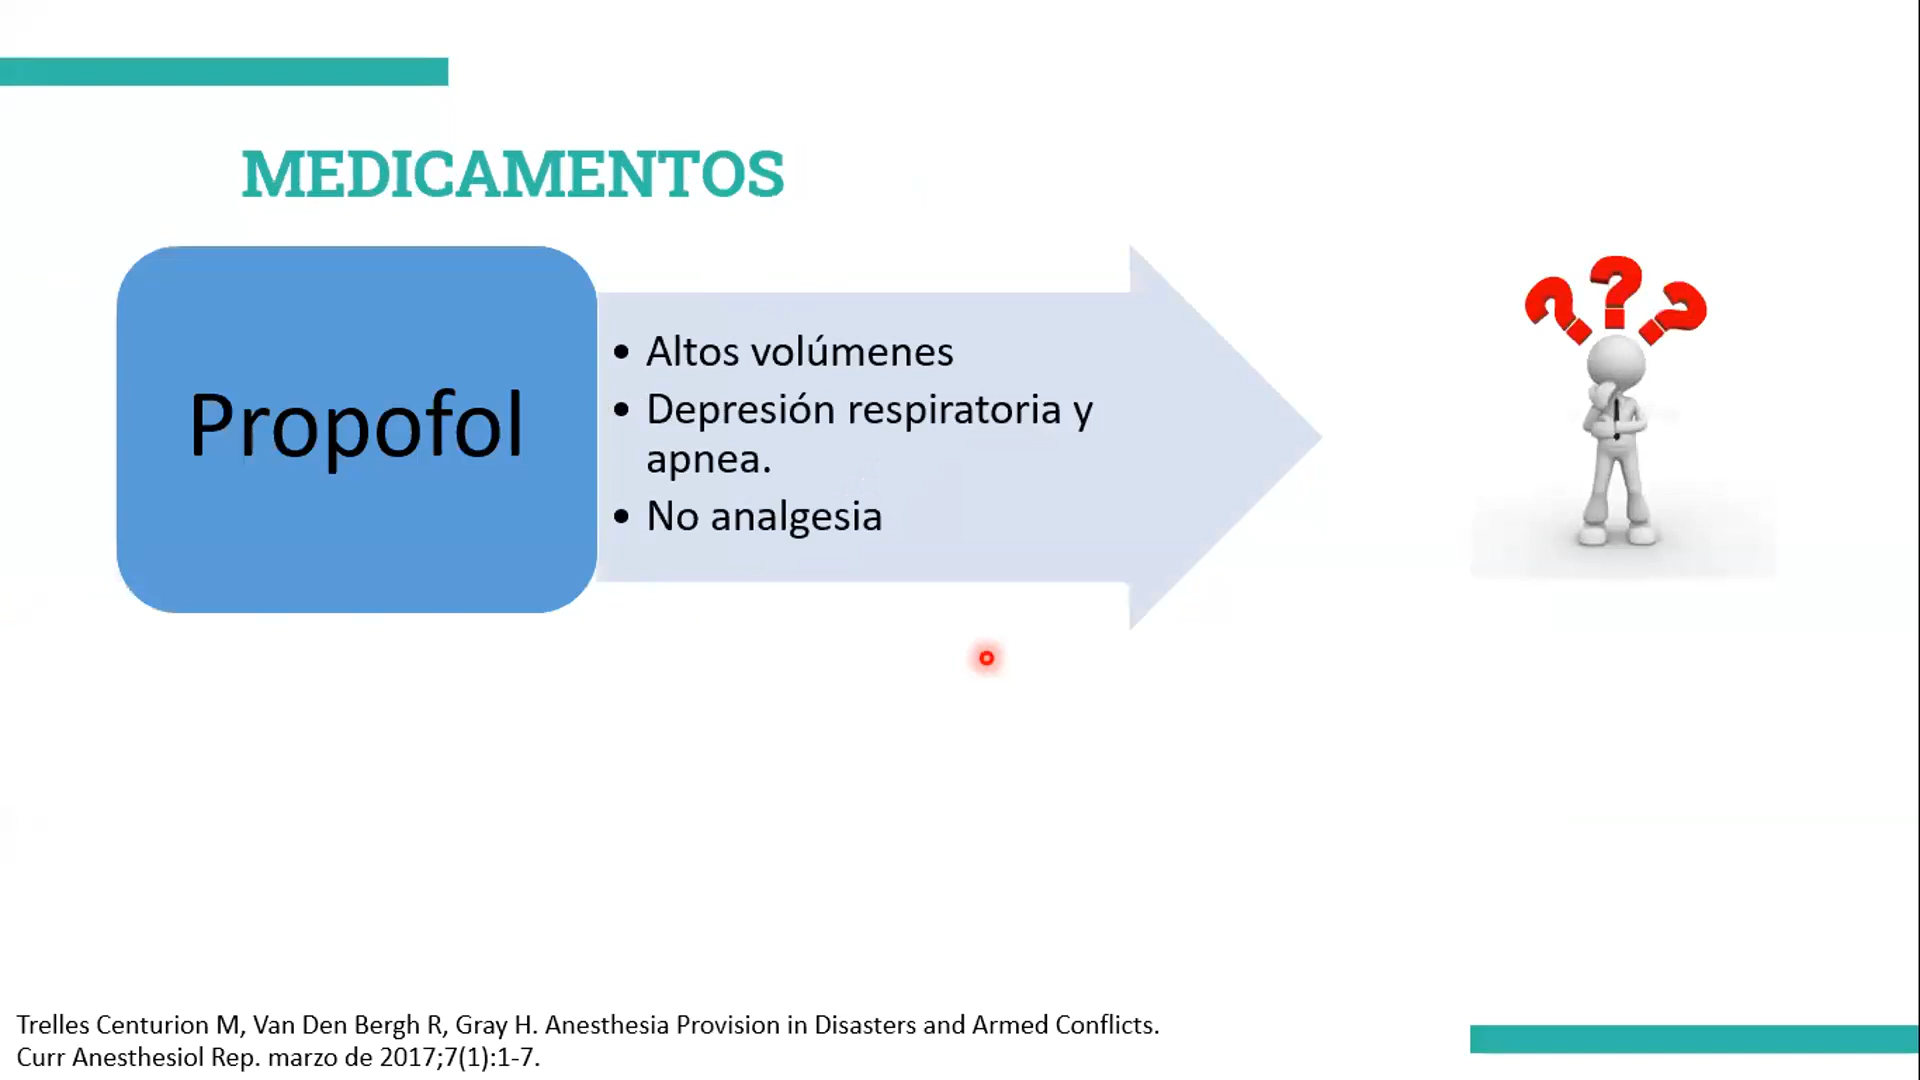 MEDICAMENTOS
Propofol
• Altos volúmenes
• Depresión respiratoria y
apnea.
• No analgesia
???
Trelles Centurion M, Van Den Bergh R, Gray H. Anesthesia Provision in Disasters and Armed Conflicts.
Curr Anesthesiol Rep. marzo de 2017;7(1):1-7.